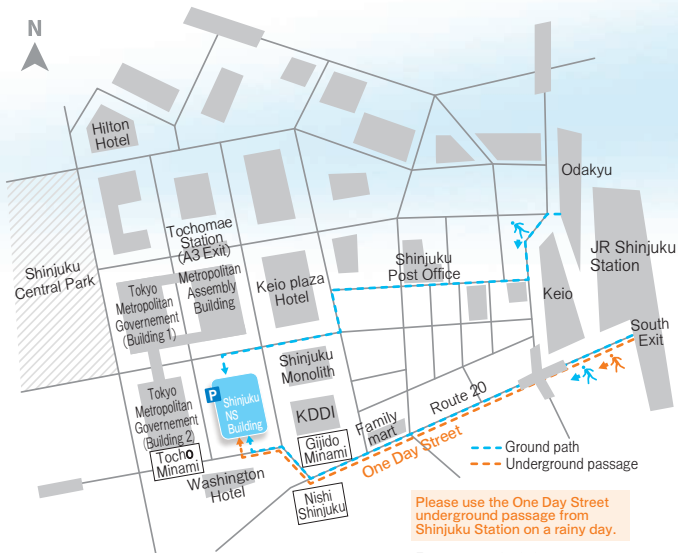 N
Hilton
Hotel
Odakyu
Tochomae
Station
(A3 Exit)
Shinjuku
Central Park
Tokyo
Metropolitan
Governement
(Building 1)
Metropolitan
Assembly
Building
Keio plaza
Hotel
Shinjuku
Post Office
JR Shinjuku
Station
Keio
South
Exit
Shinjuku
Monolith
P
Shinjuku
NS
Building
Tokyo
Metropolitan
Governement
(Building 2)
KDDI
Family
mart
Route 20
One Day Street
Tocho
Minami
Gijido
Minami
Washington
Hotel
Nishi
Shinjuku
Ground path
Underground passage
Please use the One Day Street
underground passage from
Shinjuku Station on a rainy day.